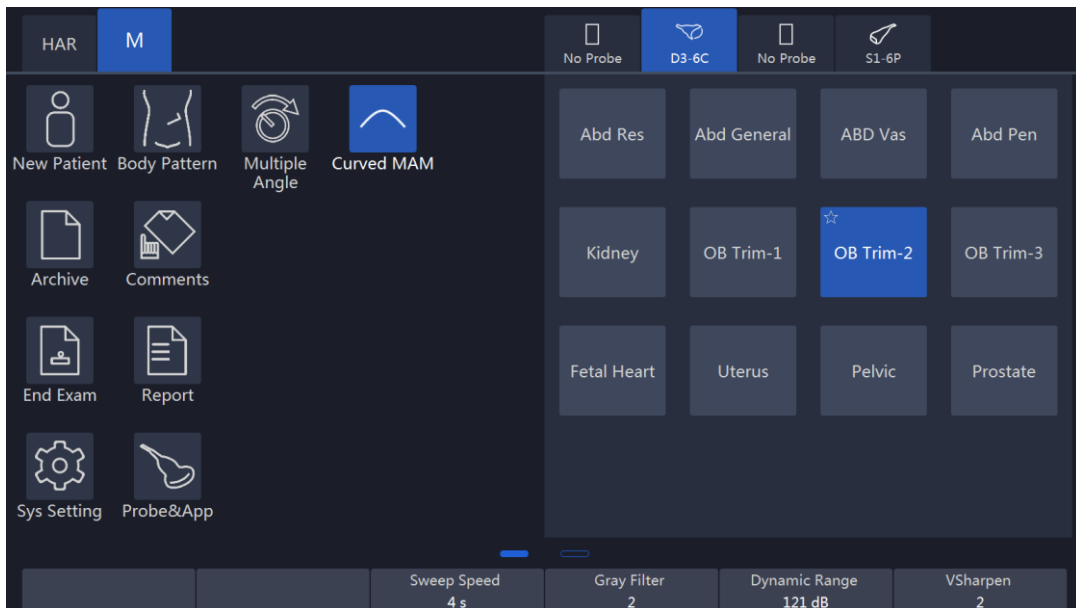 HAR
M
No Probe
D3-6C
No Probe
S1-6P
New Patient
Body Pattern
Multiple
Angle
Curved MAM
Archive
Comments
End Exam
Report
Sys Setting
Probe&App
Abd Res
Abd General
ABD Vas
Abd Pen
Kidney
OB Trim-1
OB Trim-2
OB Trim-3
Fetal Heart
Uterus
Pelvic
Prostate
Sweep Speed
4 s
Gray Filter
2
Dynamic Range
121 dB
VSharpen
2